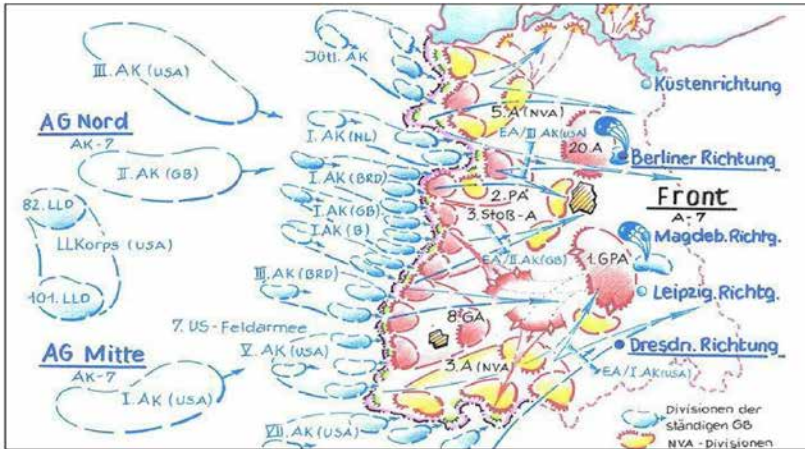 III. AK (USA)
AG Nord
AK-7
II. AK (GB)
82. LLD
LLKorps (USA)
101. LLD
AG Mitte
AK-7
I. AK (USA)
Jütl. AK
I. AK (NL)
I. AK (BRD)
I. AK (GB)
I. AK (B)
III. AK (BRD)
7. US-Feldarmee
V. AK (USA)
VII. AK (USA)
5. A (NVA)
EA/III. AK (USA)
20. A
2. PA
3. Stoß-A
EA/II. AK (GB)
1. GPA
8. GA
3. A (NVA)
EA/I. AK (USA)
Küstenrichtung
Berliner Richtung
Front
A-7
Magdeb. Richtg.
Leipzig. Richtg.
Dresdn. Richtung
Divisionen der
ständigen GB
NVA-Divisionen